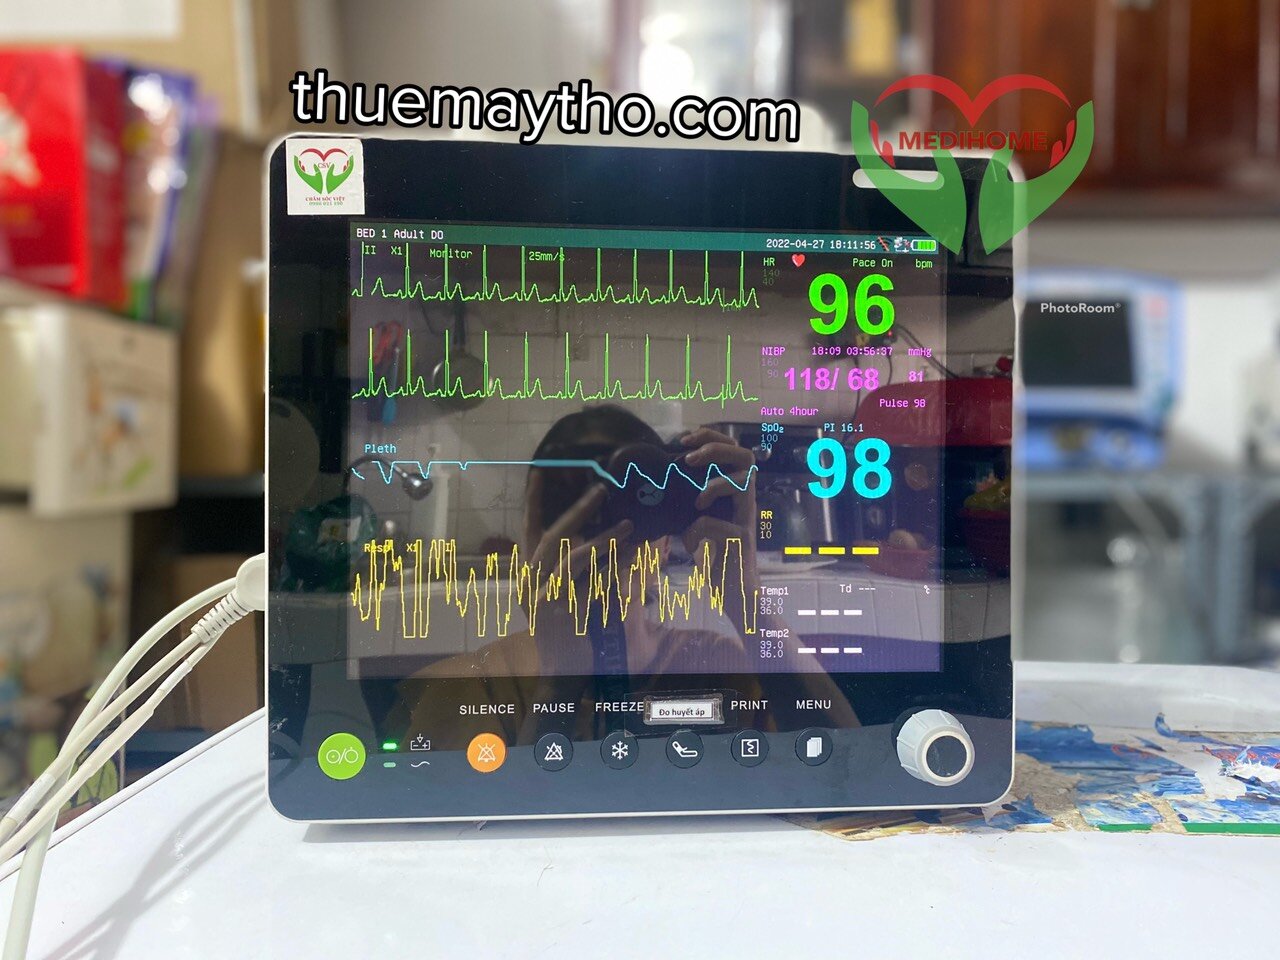 thuemaytho.com
MEDIHOME
CSV
CHĂM SÓC VIỆT
PhotoRoom®
BED 1 Adult DO
2022-04-27 18:11:56
II X1 Monitor 25mm/s
HR Pace On bpm
140
40
96
NIBP 18:09 03:56:37 mmHg
160
90
118/ 68 81
Pulse 98
Auto 4hour
SpO₂ PI 16.1
100
90
98
Pleth
RR
30
10
---
Resp X1 II
Temp1 Td --- ℃
39.0
36.0
---
Temp2
39.0
36.0
---
SILENCE PAUSE FREEZE Đo huyết áp PRINT MENU